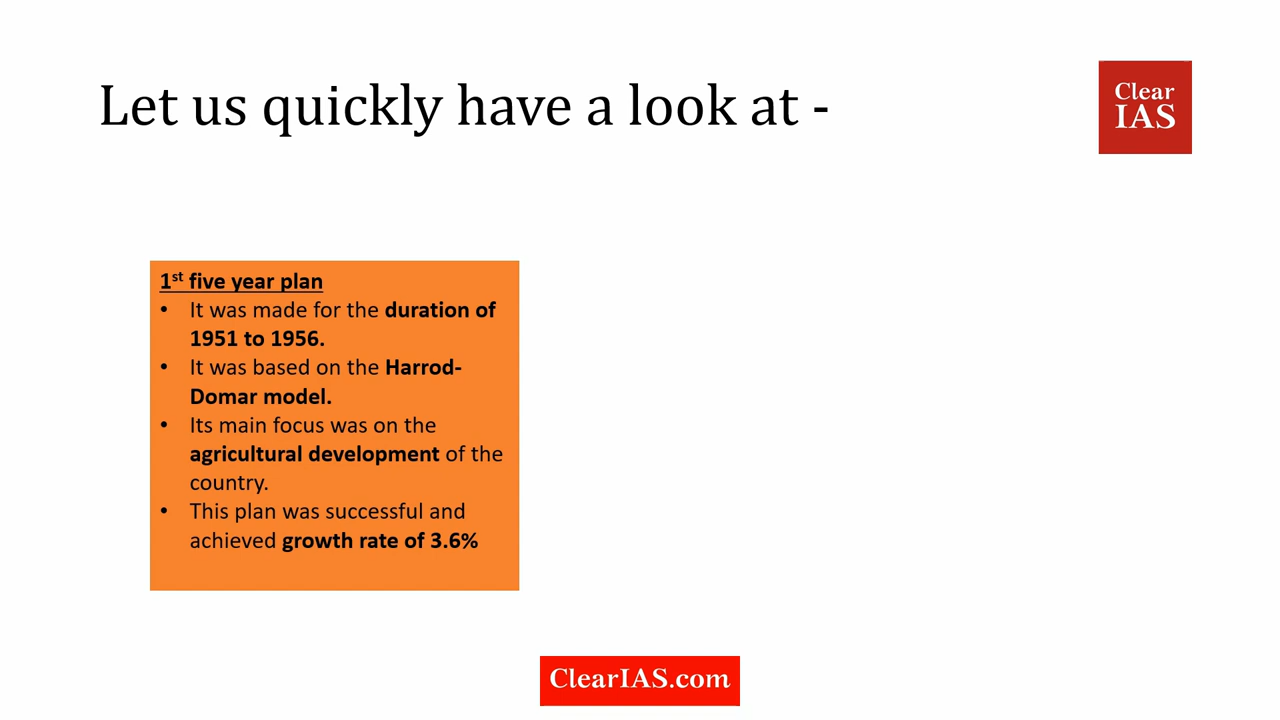 Let us quickly have a look at -
Clear
IAS
1st five year plan
• It was made for the duration of
1951 to 1956.
• It was based on the Harrod-
Domar model.
• Its main focus was on the
agricultural development of the
country.
• This plan was successful and
achieved growth rate of 3.6%
ClearIAS.com